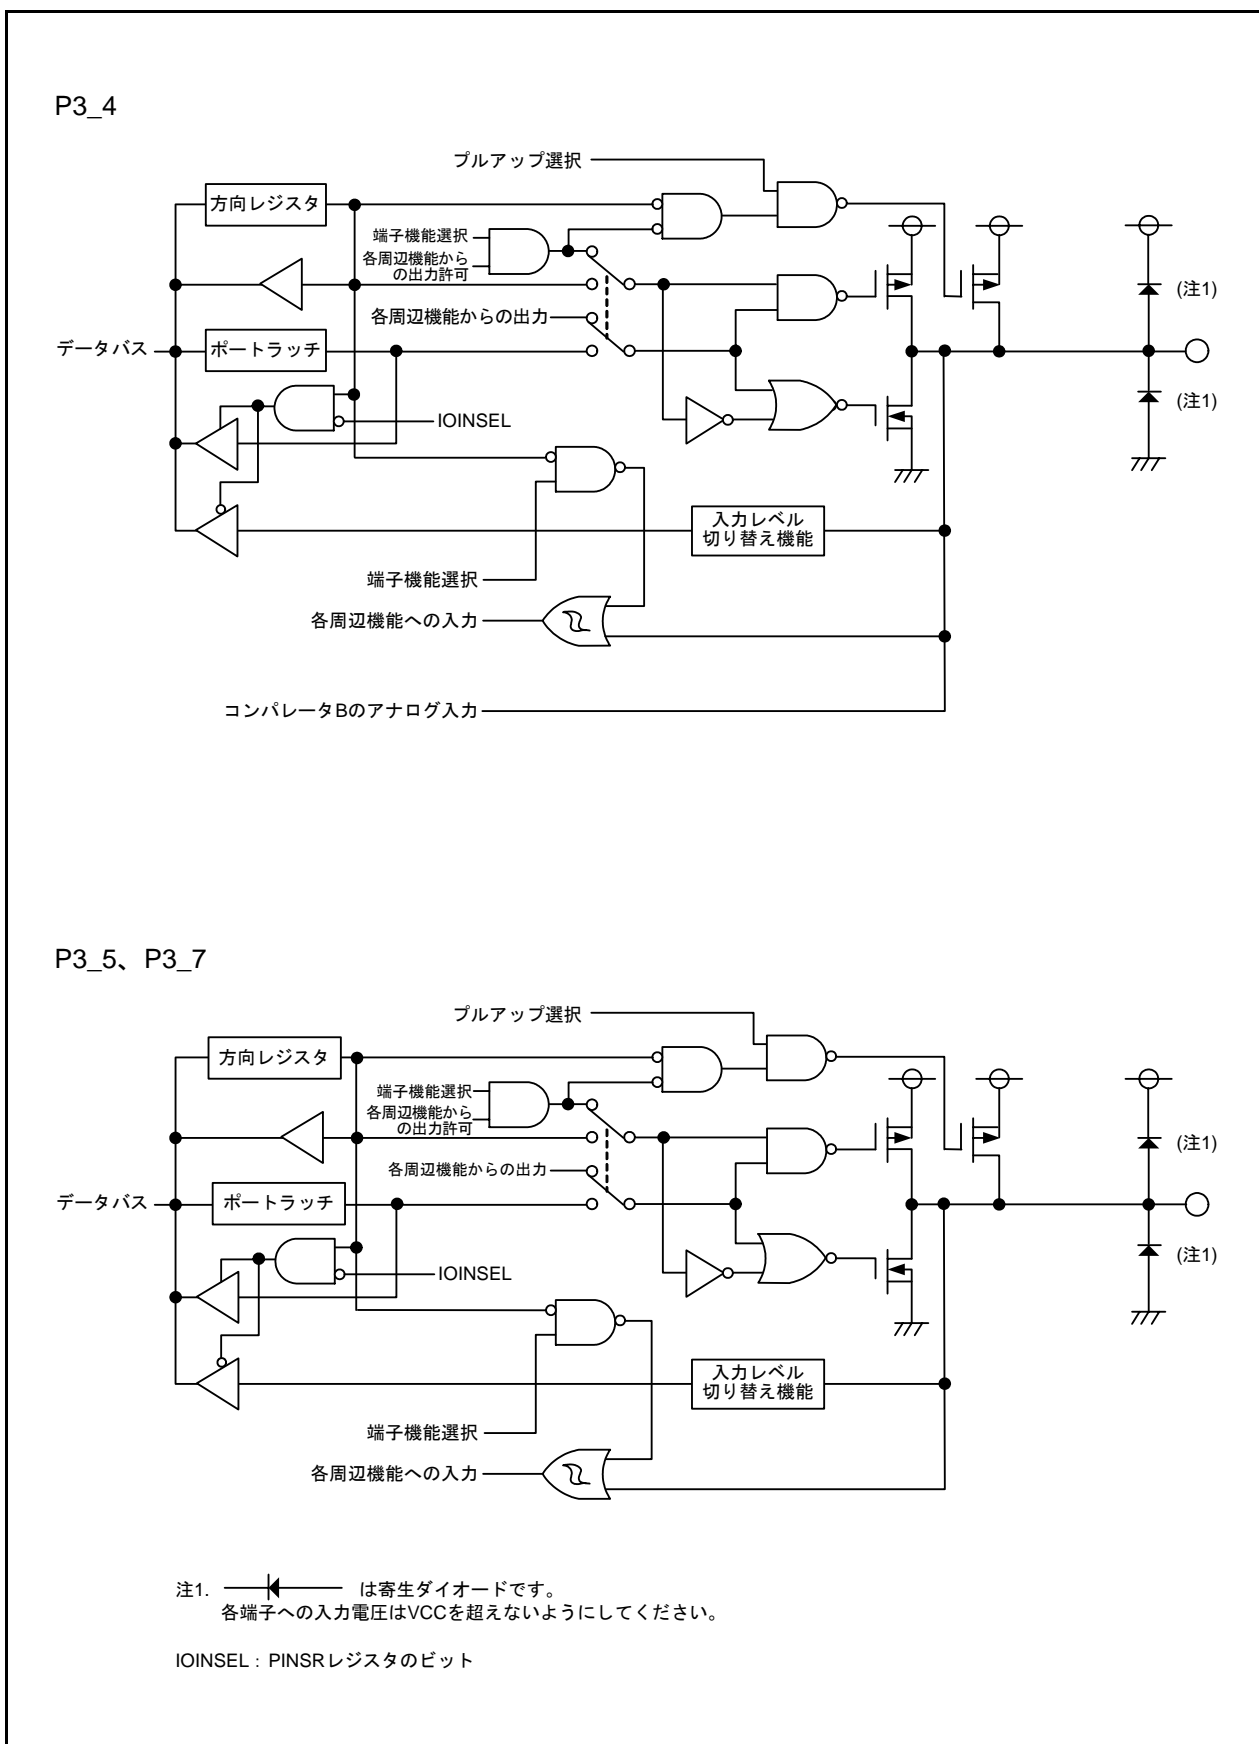 P3_4
プルアップ選択
方向レジスタ
端子機能選択
各周辺機能から
の出力許可
各周辺機能からの出力
データバス
ポートラッチ
IOINSEL
(注1)
(注1)
入力レベル
切り替え機能
端子機能選択
各周辺機能への入力
コンパレータBのアナログ入力
P3_5、P3_7
プルアップ選択
方向レジスタ
端子機能選択
各周辺機能から
の出力許可
各周辺機能からの出力
データバス
ポートラッチ
IOINSEL
(注1)
(注1)
入力レベル
切り替え機能
端子機能選択
各周辺機能への入力
注1. は寄生ダイオードです。
各端子への入力電圧はVCCを超えないようにしてください。
IOINSEL : PINSRレジスタのビット